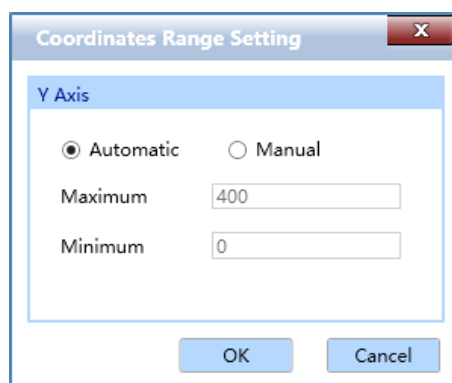 Coordinates Range Setting x
Y Axis
Automatic Manual
Maximum 400
Minimum 0
OK Cancel